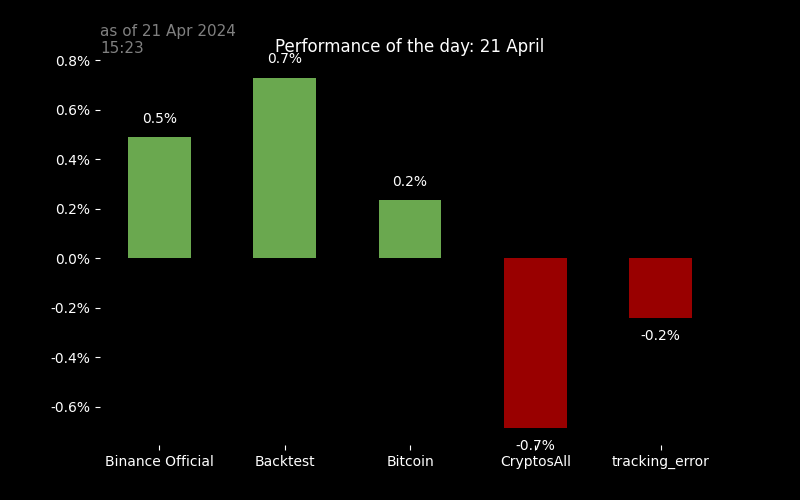 as of 21 Apr 2024
15:23
Performance of the day: 21 April
0.8%
0.6%
0.4%
0.2%
0.0%
-0.2%
-0.4%
-0.6%
0.5%
0.7%
0.2%
-0.7%
-0.2%
Binance Official
Backtest
Bitcoin
CryptosAll
tracking_error